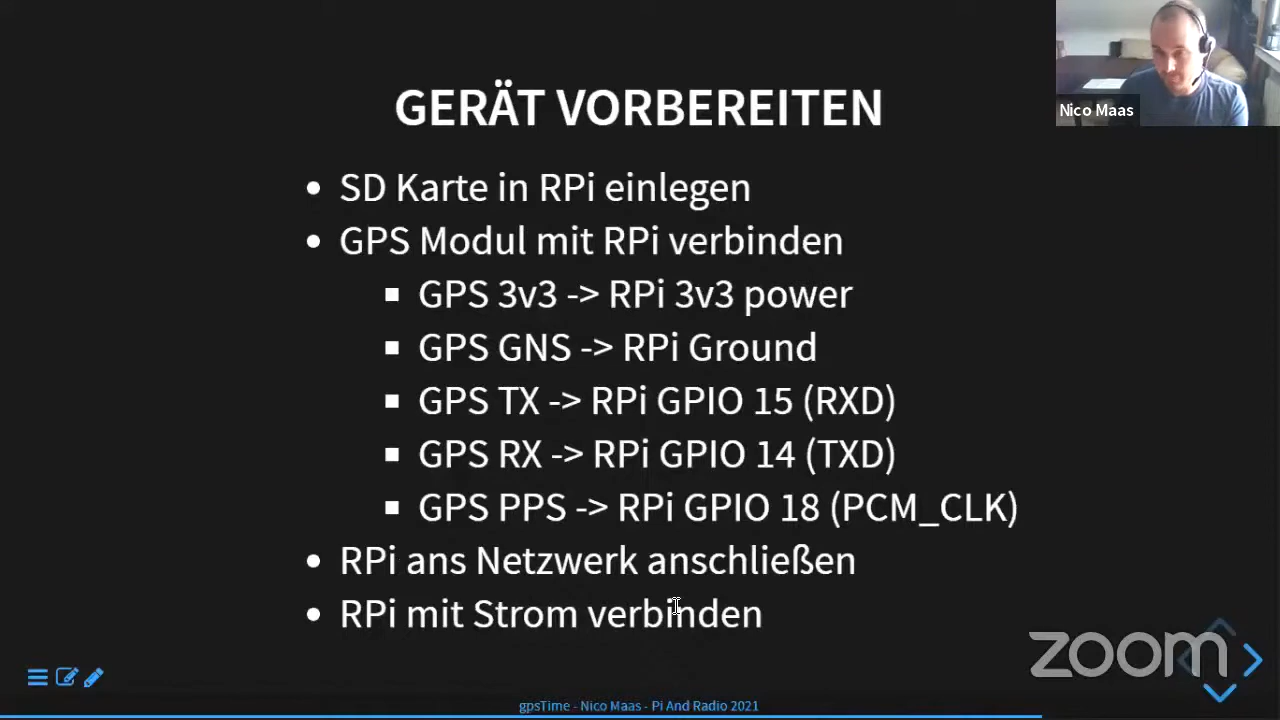 GERÄT VORBEREITEN
Nico Maas
SD Karte in RPi einlegen
GPS Modul mit RPi verbinden
GPS 3v3 -> RPi 3v3 power
GPS GNS -> RPi Ground
GPS TX -> RPi GPIO 15 (RXD)
GPS RX -> RPi GPIO 14 (TXD)
GPS PPS -> RPi GPIO 18 (PCM_CLK)
RPi ans Netzwerk anschließen
RPi mit Strom verbinden
zoom
gpsTime - Nico Maas - Pi And Radio 2021